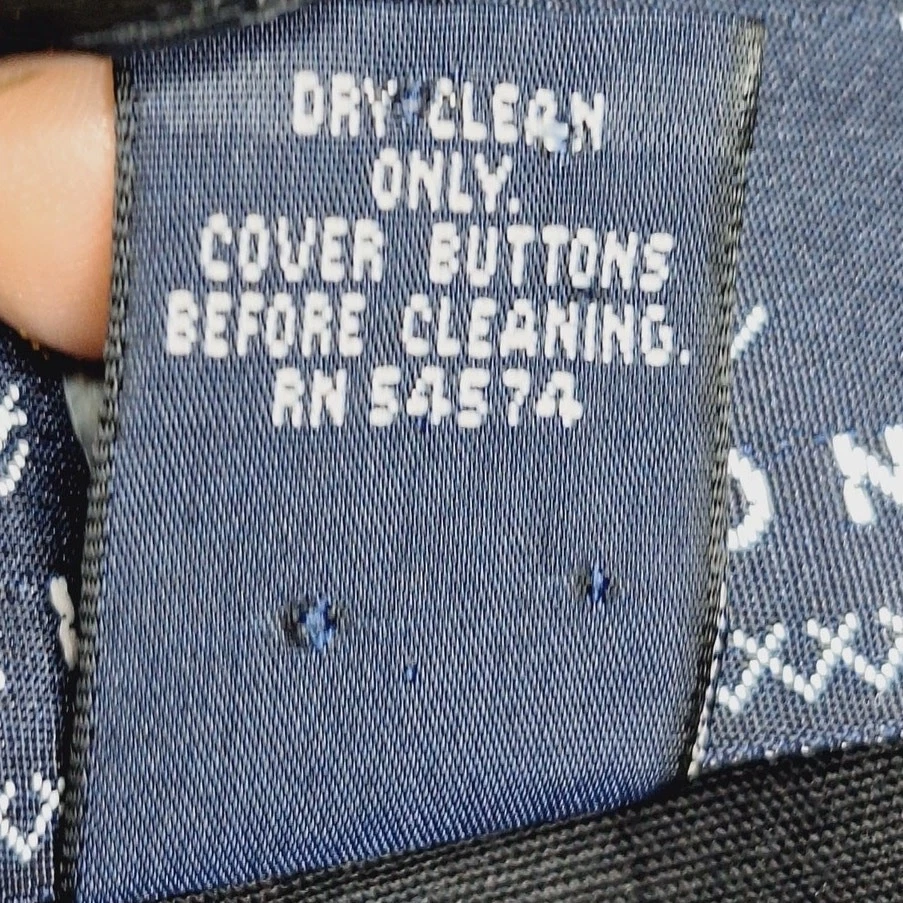 DRY CLEAN
ONLY.
COVER BUTTONS
BEFORE CLEANING.
RN 54574